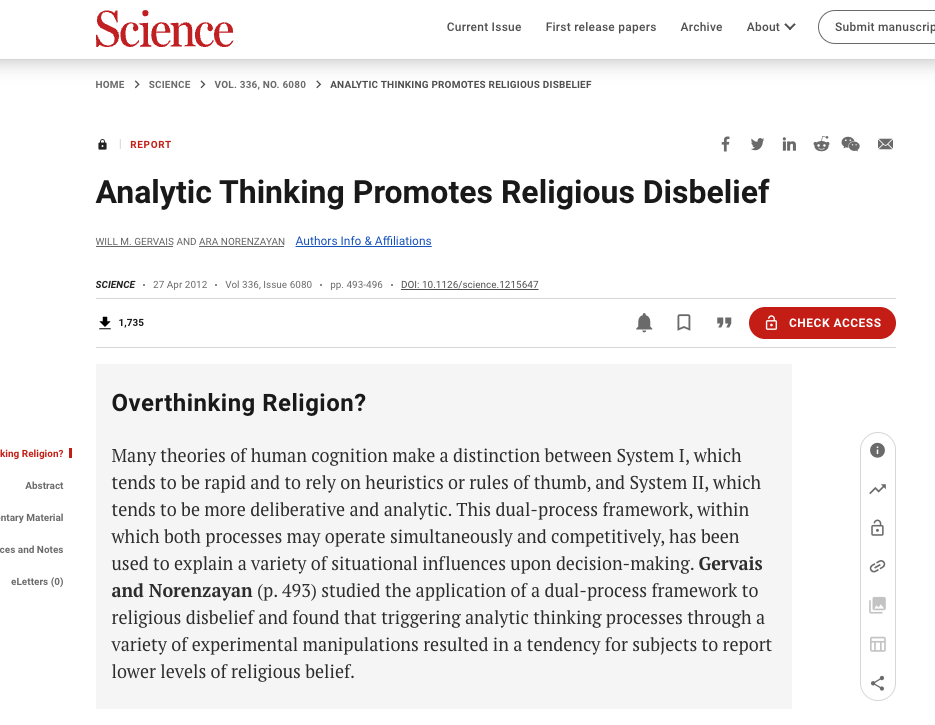 Science
Current Issue First release papers Archive About Submit manuscrip
HOME > SCIENCE > VOL. 336, NO. 6080 > ANALYTIC THINKING PROMOTES RELIGIOUS DISBELIEF
REPORT
Analytic Thinking Promotes Religious Disbelief
WILL M. GERVAIS AND ARA NORENZAYAN Authors Info & Affiliations
SCIENCE • 27 Apr 2012 • Vol 336, Issue 6080 • pp. 493-496 • DOI: 10.1126/science.1215647
1,735
CHECK ACCESS
Overthinking Religion?
Many theories of human cognition make a distinction between System I, which
tends to be rapid and to rely on heuristics or rules of thumb, and System II, which
tends to be more deliberative and analytic. This dual-process framework, within
which both processes may operate simultaneously and competitively, has been
used to explain a variety of situational influences upon decision-making. Gervais
and Norenzayan (p. 493) studied the application of a dual-process framework to
religious disbelief and found that triggering analytic thinking processes through a
variety of experimental manipulations resulted in a tendency for subjects to report
lower levels of religious belief.
king Religion?
Abstract
ntary Material
ces and Notes
eLetters (0)